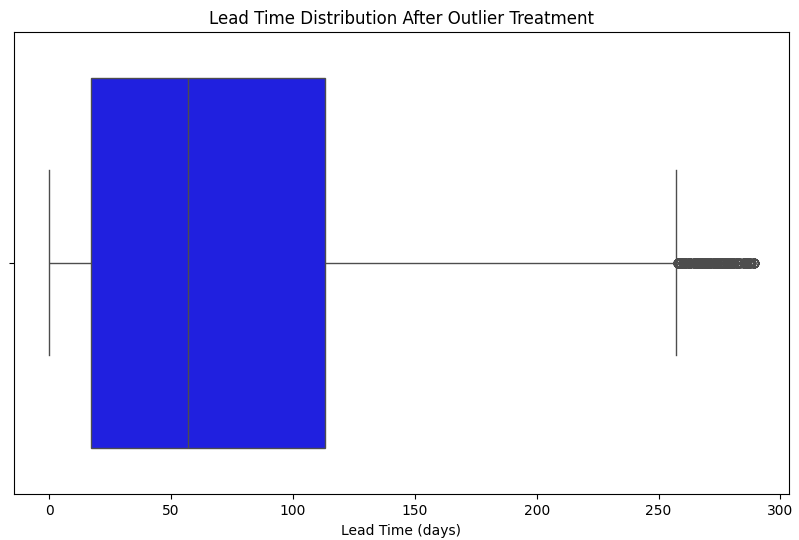 Lead Time Distribution After Outlier Treatment
0 50 100 150 200 250 300
Lead Time (days)